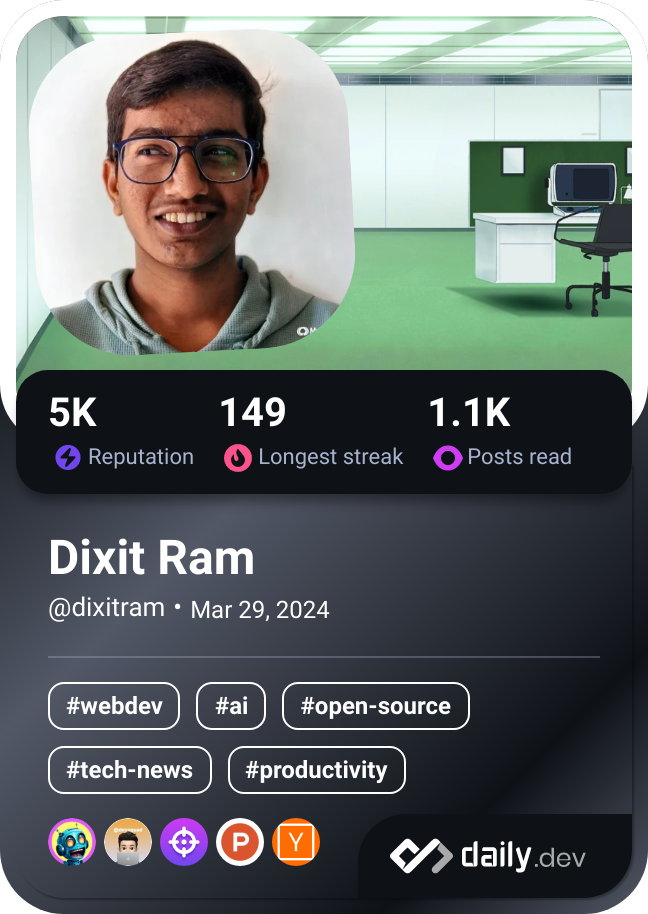 5K 149 1.1K
Reputation Longest streak Posts read
Dixit Ram
@dixitram • Mar 29, 2024
#webdev #ai #open-source
#tech-news #productivity
P Y
daily.dev